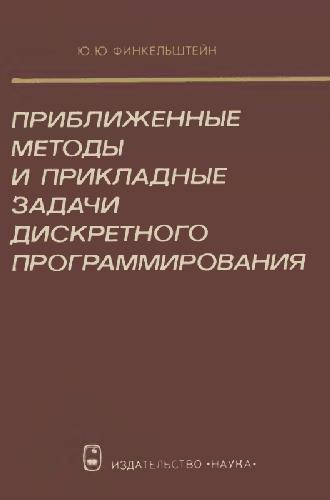 Ю. Ю. ФИНКЕЛЬШТЕЙН
ПРИБЛИЖЕННЫЕ
МЕТОДЫ
И ПРИКЛАДНЫЕ
ЗАДАЧИ
ДИСКРЕТНОГО
ПРОГРАММИРОВАНИЯ
ИЗДАТЕЛЬСТВО «НАУКА»